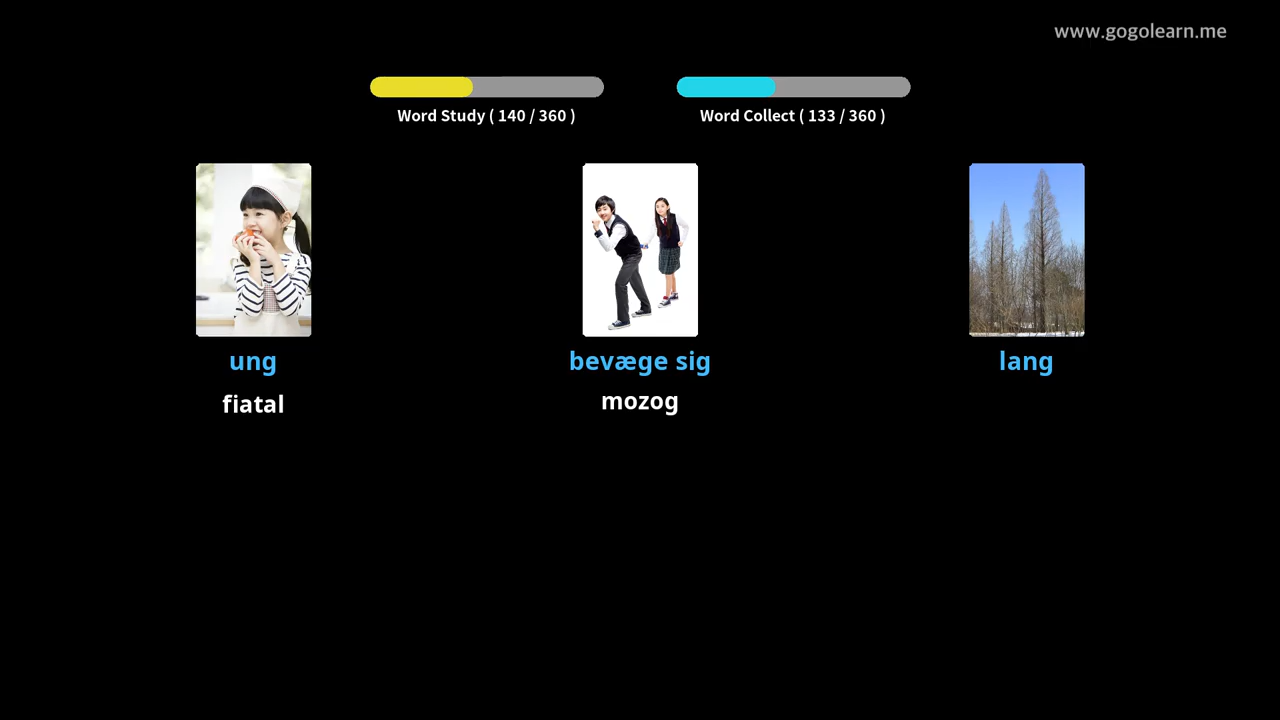 www.gogolearn.me
Word Study ( 140 / 360 )
Word Collect ( 133 / 360 )
ung
bevæge sig
lang
fiatal
mozog